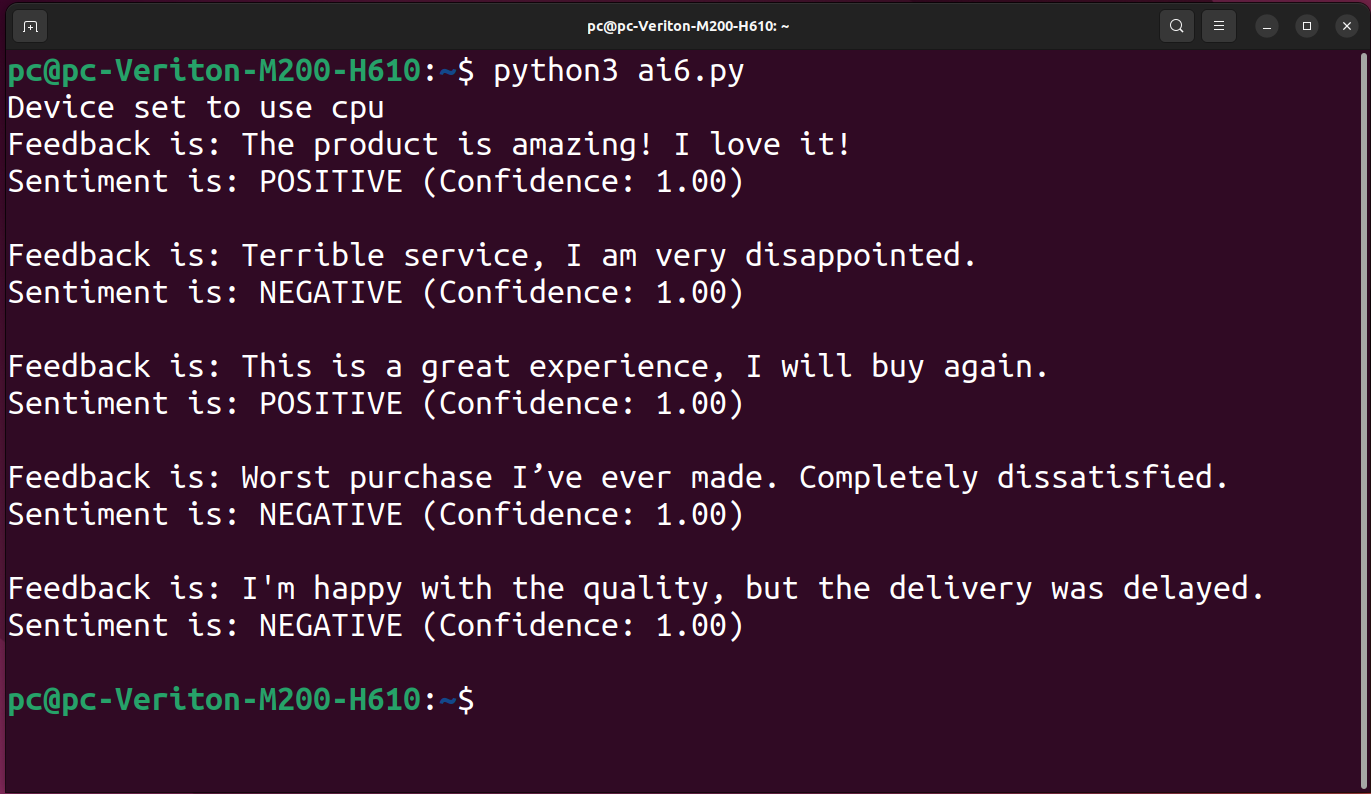 pc@pc-Veriton-M200-H610: ~
pc@pc-Veriton-M200-H610:~$ python3 ai6.py
Device set to use cpu
Feedback is: The product is amazing! I love it!
Sentiment is: POSITIVE (Confidence: 1.00)
Feedback is: Terrible service, I am very disappointed.
Sentiment is: NEGATIVE (Confidence: 1.00)
Feedback is: This is a great experience, I will buy again.
Sentiment is: POSITIVE (Confidence: 1.00)
Feedback is: Worst purchase I’ve ever made. Completely dissatisfied.
Sentiment is: NEGATIVE (Confidence: 1.00)
Feedback is: I'm happy with the quality, but the delivery was delayed.
Sentiment is: NEGATIVE (Confidence: 1.00)
pc@pc-Veriton-M200-H610:~$